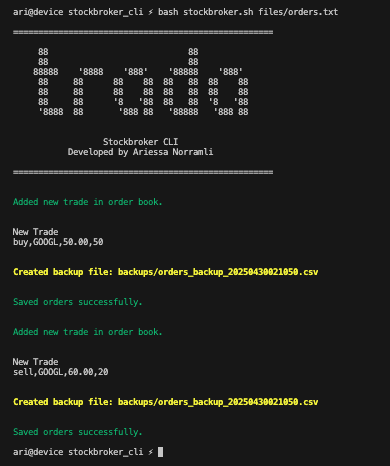 ari@device stockbroker_cli ⚡ bash stockbroker.sh files/orders.txt
====================================================
     88                            88
     88                            88
    88888    '8888    '888'    '88888    '888'
     88     88      88    88  88   88  88    88
     88     88      88    88  88   88  88    88
     88     88      '8   '88  88   88  '8   '88
     '8888  88       '888 88   '88888   '888 88
Stockbroker CLI
Developed by Ariessa Norramli
====================================================
Added new trade in order book.
New Trade
buy,GOOGL,50.00,50
Created backup file: backups/orders_backup_20250430021050.csv
Saved orders successfully.
Added new trade in order book.
New Trade
sell,GOOGL,60.00,20
Created backup file: backups/orders_backup_20250430021050.csv
Saved orders successfully.
ari@device stockbroker_cli ⚡